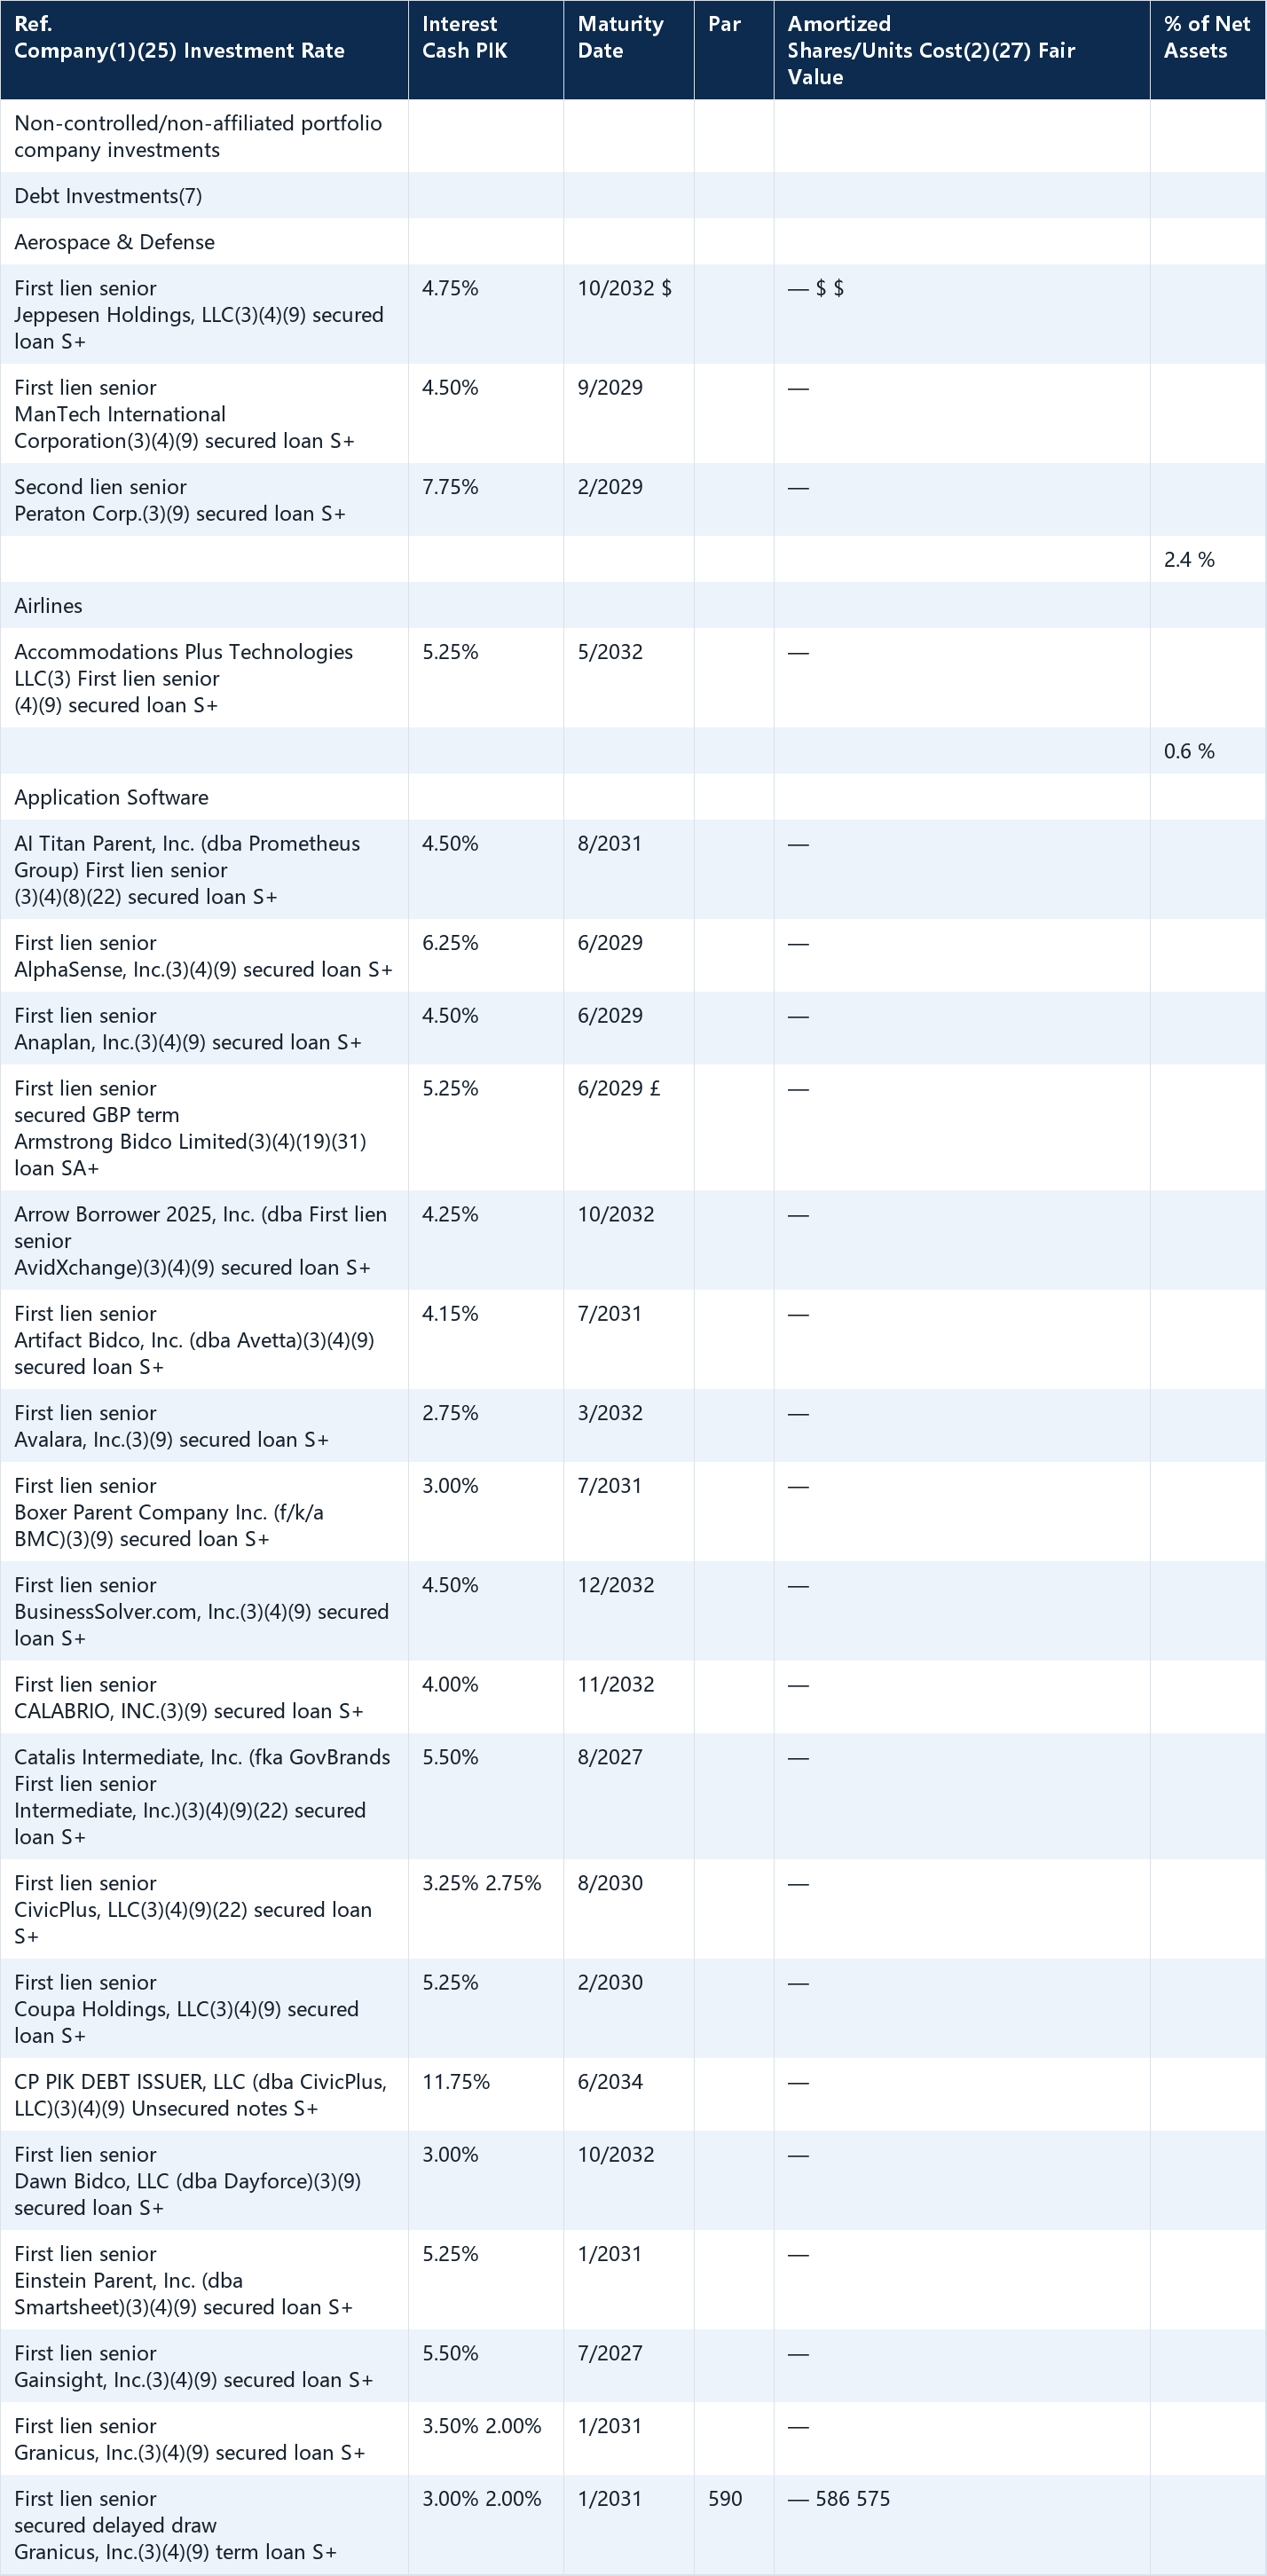 Ref.
Company(1)(25) Investment Rate
Interest
Cash PIK
Maturity
Date
Par
Amortized
Shares/Units Cost(2)(27) Fair
Value
% of Net
Assets
Non-controlled/non-affiliated portfolio
company investments
Debt Investments(7)
Aerospace & Defense
First lien senior
Jeppesen Holdings, LLC(3)(4)(9) secured
loan S+
4.75%
10/2032 $
— $ $
First lien senior
ManTech International
Corporation(3)(4)(9) secured loan S+
4.50%
9/2029
—
Second lien senior
Peraton Corp.(3)(9) secured loan S+
7.75%
2/2029
—
2.4 %
Airlines
Accommodations Plus Technologies
LLC(3) First lien senior
(4)(9) secured loan S+
5.25%
5/2032
—
0.6 %
Application Software
AI Titan Parent, Inc. (dba Prometheus
Group) First lien senior
(3)(4)(8)(22) secured loan S+
4.50%
8/2031
—
First lien senior
AlphaSense, Inc.(3)(4)(9) secured loan S+
6.25%
6/2029
—
First lien senior
Anaplan, Inc.(3)(4)(9) secured loan S+
4.50%
6/2029
—
First lien senior
secured GBP term
Armstrong Bidco Limited(3)(4)(19)(31)
loan SA+
5.25%
6/2029 £
—
Arrow Borrower 2025, Inc. (dba First lien
senior
AvidXchange)(3)(4)(9) secured loan S+
4.25%
10/2032
—
First lien senior
Artifact Bidco, Inc. (dba Avetta)(3)(4)(9)
secured loan S+
4.15%
7/2031
—
First lien senior
Avalara, Inc.(3)(9) secured loan S+
2.75%
3/2032
—
First lien senior
Boxer Parent Company Inc. (f/k/a
BMC)(3)(9) secured loan S+
3.00%
7/2031
—
First lien senior
BusinessSolver.com, Inc.(3)(4)(9) secured
loan S+
4.50%
12/2032
—
First lien senior
CALABRIO, INC.(3)(9) secured loan S+
4.00%
11/2032
—
Catalis Intermediate, Inc. (fka GovBrands
First lien senior
Intermediate, Inc.)(3)(4)(9)(22) secured
loan S+
5.50%
8/2027
—
First lien senior
CivicPlus, LLC(3)(4)(9)(22) secured loan
S+
3.25% 2.75%
8/2030
—
First lien senior
Coupa Holdings, LLC(3)(4)(9) secured
loan S+
5.25%
2/2030
—
CP PIK DEBT ISSUER, LLC (dba CivicPlus,
LLC)(3)(4)(9) Unsecured notes S+
11.75%
6/2034
—
First lien senior
Dawn Bidco, LLC (dba Dayforce)(3)(9)
secured loan S+
3.00%
10/2032
—
First lien senior
Einstein Parent, Inc. (dba
Smartsheet)(3)(4)(9) secured loan S+
5.25%
1/2031
—
First lien senior
Gainsight, Inc.(3)(4)(9) secured loan S+
5.50%
7/2027
—
First lien senior
Granicus, Inc.(3)(4)(9) secured loan S+
3.50% 2.00%
1/2031
—
First lien senior
secured delayed draw
Granicus, Inc.(3)(4)(9) term loan S+
3.00% 2.00%
1/2031
590
— 586 575